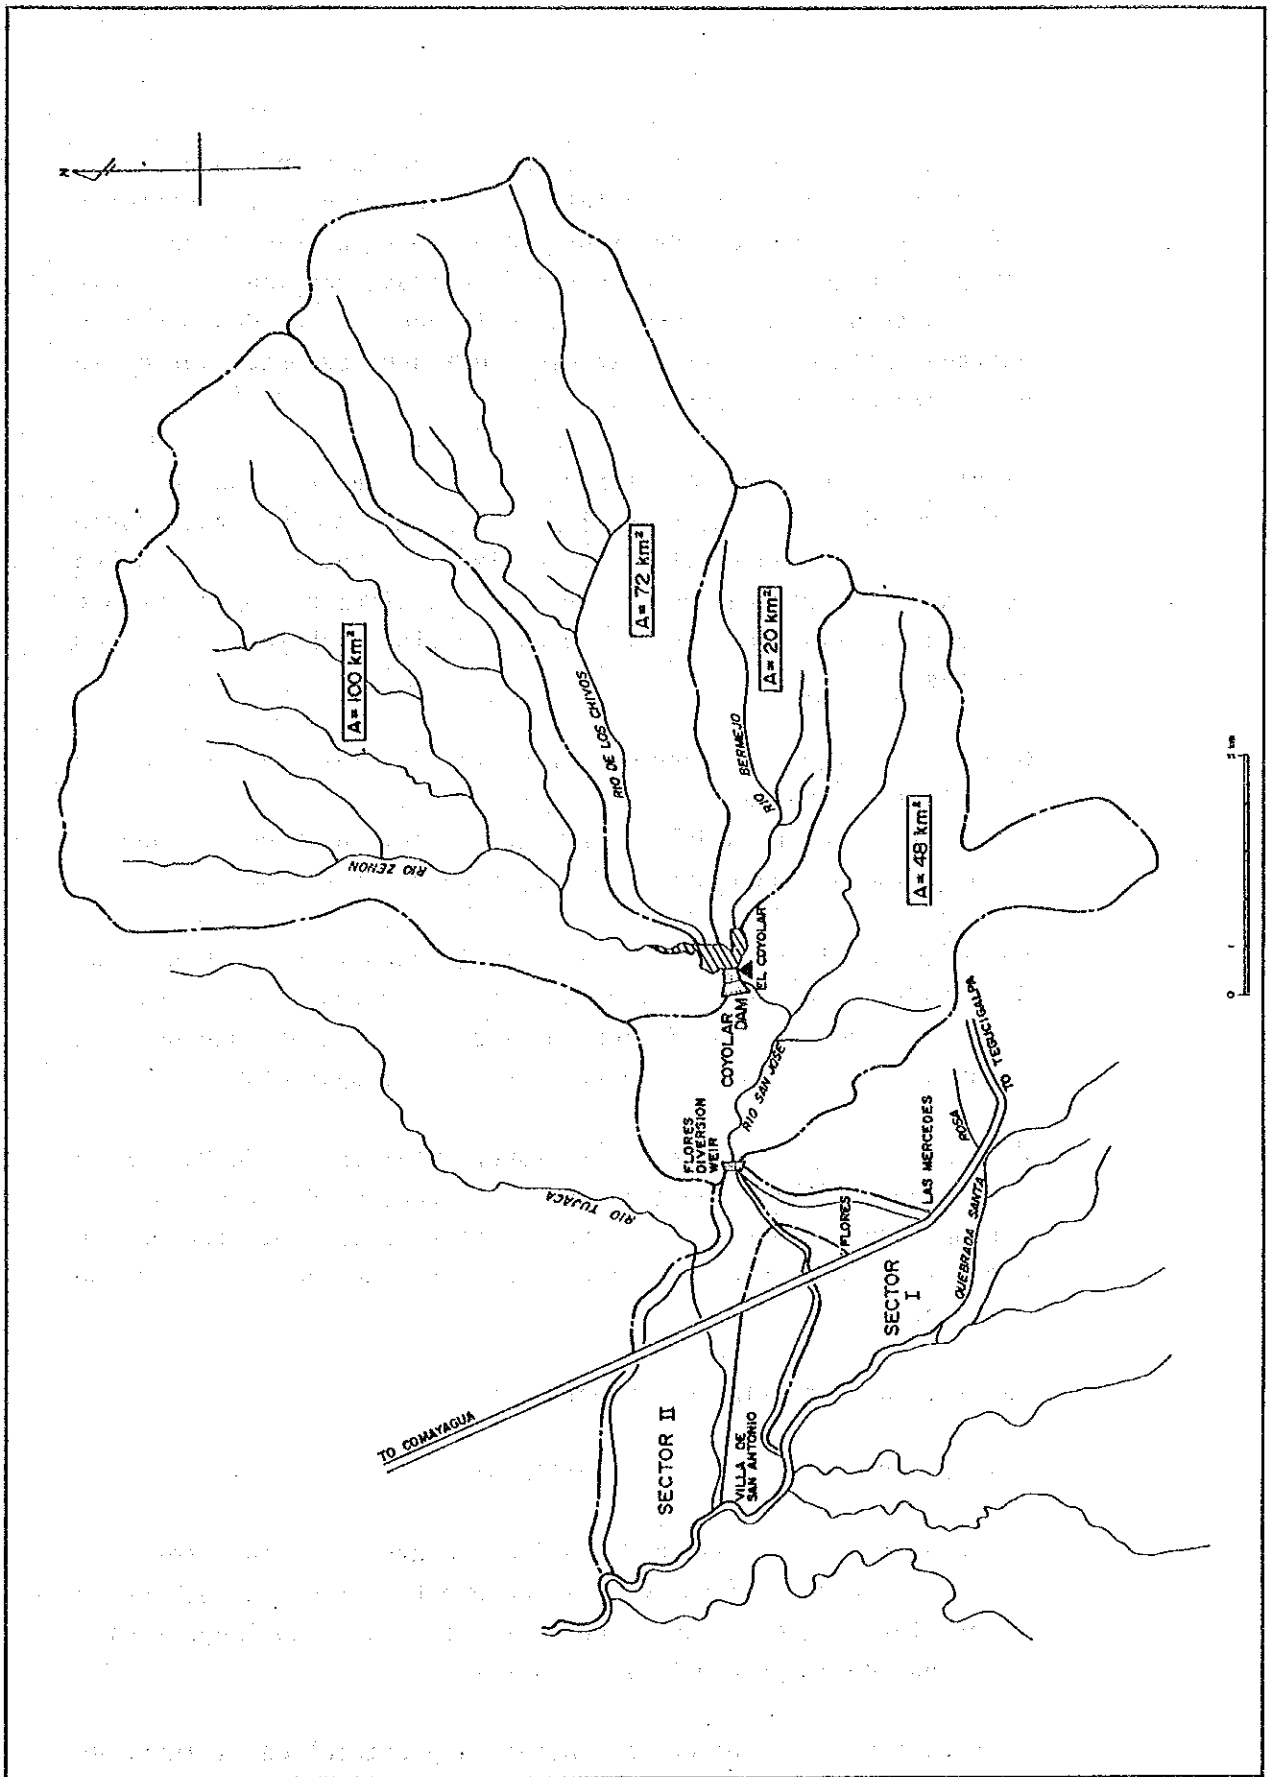 N
A= 100 km²
A= 72 km²
A= 20 km²
A= 48 km²
RIO ZEHON
RIO DE LOS CHIVOS
RIO BERMEJO
EL COYOLAR
COYOLAR
DAM
RIO SAN JOSE
FLORES
DIVERSION
WEIR
RIO TUJACA
LAS MERCEDES
ROSA
TO TEGUCIGALPA
FLORES
QUEBRADA SANTA
SECTOR
I
TO COMAYAGUA
SECTOR II
VILLA DE
SAN ANTONIO
0
1
5 km